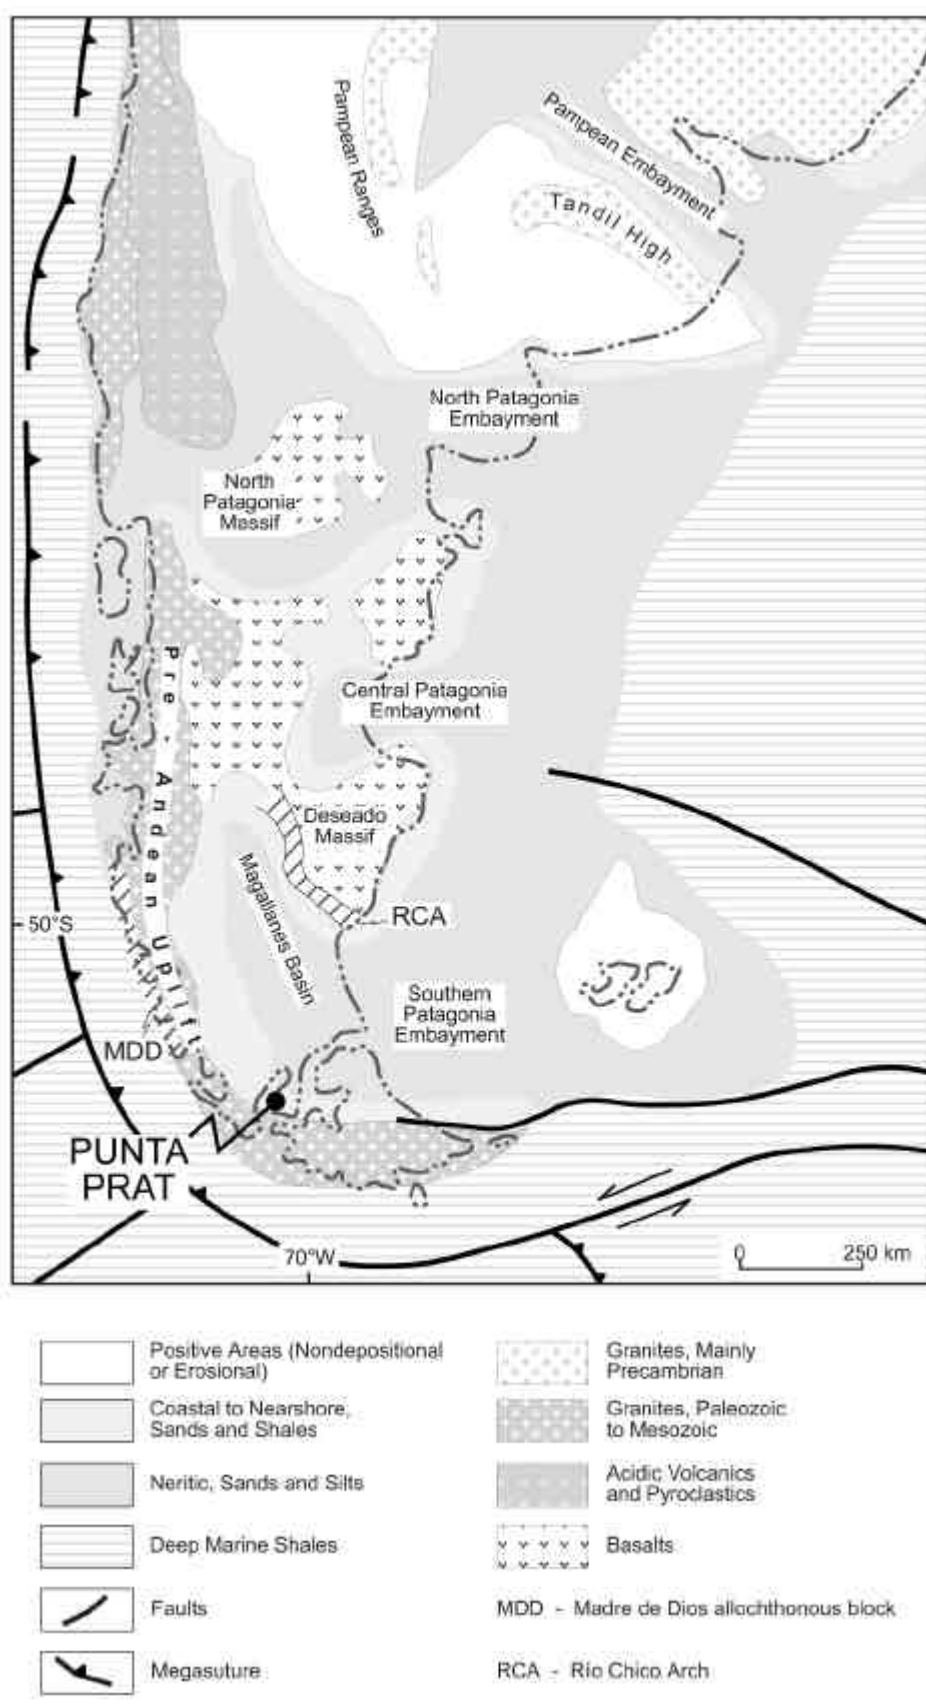 Pampean Ranges
Pampean Embayment
Tandil High
North Patagonia
Embayment
North
Patagonia
Massif
Pre - Andean Uplift
Central Patagonia
Embayment
Deseado
Massif
Magallanes Basin
RCA
50°S
Southern
Patagonia
Embayment
MDD
PUNTA
PRAT
70°W
0 250 km
Positive Areas (Nondepositional
or Erosional)
Coastal to Nearshore,
Sands and Shales
Neritic, Sands and Silts
Deep Marine Shales
Faults
Megasuture
Granites, Mainly
Precambrian
Granites, Paleozoic
to Mesozoic
Acidic Volcanics
and Pyroclastics
Basalts
MDD - Madre de Dios allochthonous block
RCA - Río Chico Arch